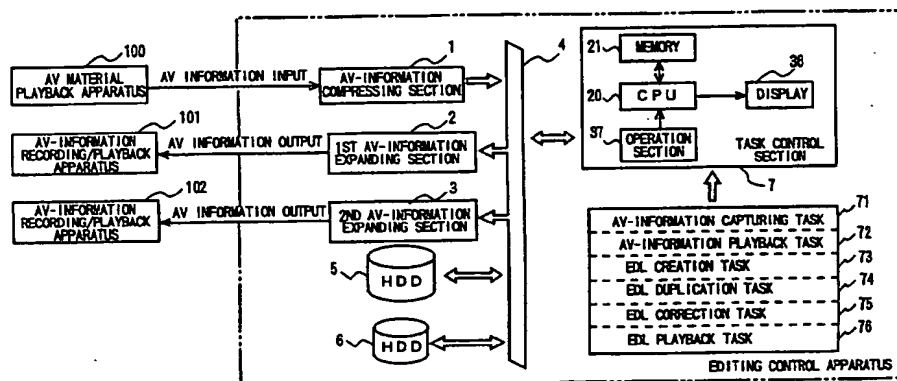 100
AV MATERIAL
PLAYBACK APPARATUS
AV INFORMATION INPUT
1
AV-INFORMATION
COMPRESSING SECTION
4
101
AV-INFORMATION
RECORDING/PLAYBACK
APPARATUS
AV INFORMATION OUTPUT
2
1ST AV-INFORMATION
EXPANDING SECTION
102
AV-INFORMATION
RECORDING/PLAYBACK
APPARATUS
AV INFORMATION OUTPUT
3
2ND AV-INFORMATION
EXPANDING SECTION
5
HDD
6
HDD
21
MEMORY
20
CPU
38
DISPLAY
37
OPERATION
SECTION
TASK CONTROL
SECTION
7
71
AV-INFORMATION CAPTURING TASK
72
AV-INFORMATION PLAYBACK TASK
73
EDL CREATION TASK
74
EDL DUPLICATION TASK
75
EDL CORRECTION TASK
76
EDL PLAYBACK TASK
EDITING CONTROL APPARATUS